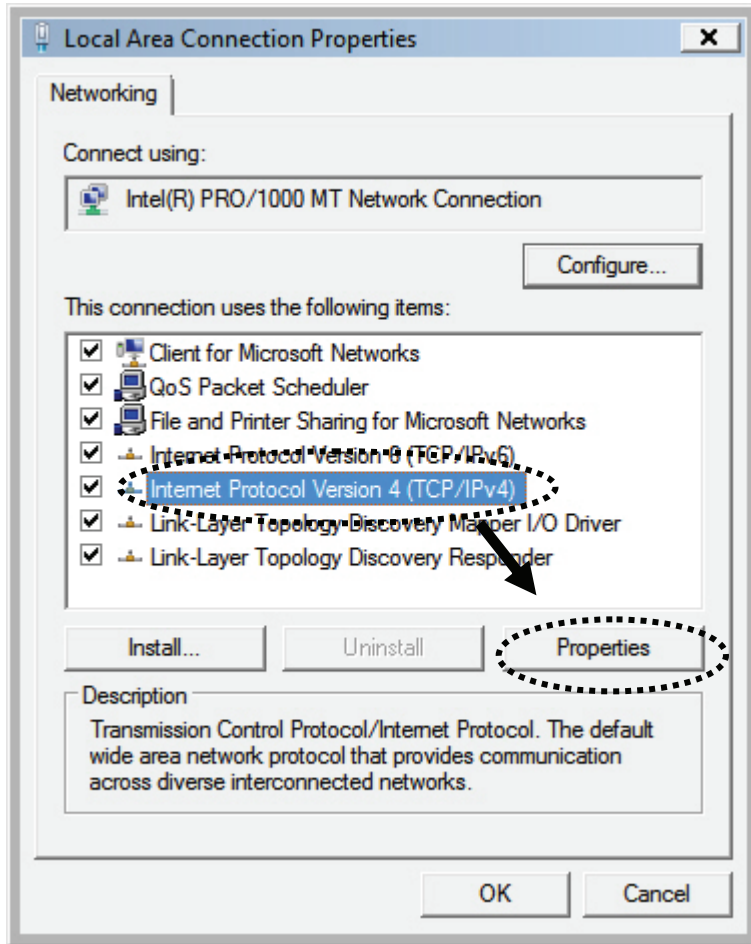 Local Area Connection Properties
Networking
Connect using:
Intel(R) PRO/1000 MT Network Connection
Configure...
This connection uses the following items:
Client for Microsoft Networks
QoS Packet Scheduler
File and Printer Sharing for Microsoft Networks
Internet Protocol Version 6 (TCP/IPv6)
Internet Protocol Version 4 (TCP/IPv4)
Link-Layer Topology Discovery Mapper I/O Driver
Link-Layer Topology Discovery Responder
Install... Uninstall Properties
Description
Transmission Control Protocol/Internet Protocol. The default
wide area network protocol that provides communication
across diverse interconnected networks.
OK Cancel